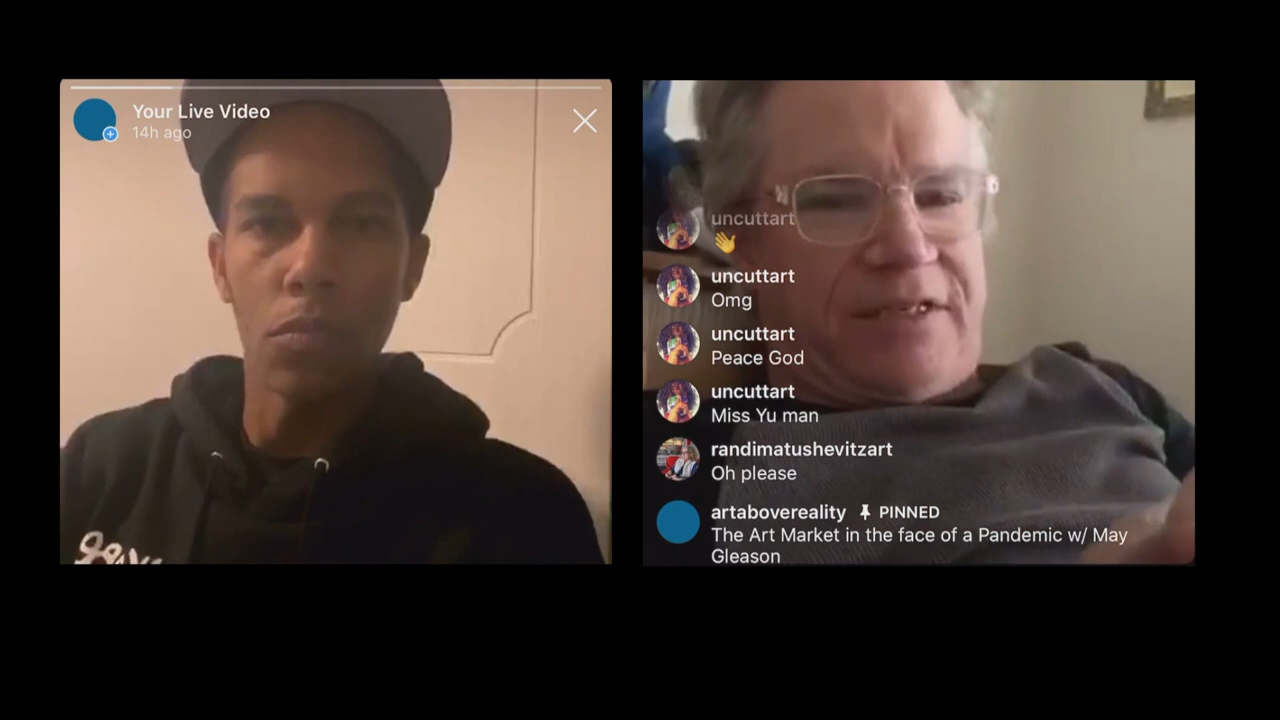 Your Live Video
14h ago
uncuttart
👋
uncuttart
Omg
uncuttart
Peace God
uncuttart
Miss Yu man
randimatushevitzart
Oh please
artabovereality PINNED
The Art Market in the face of a Pandemic w/ May
Gleason